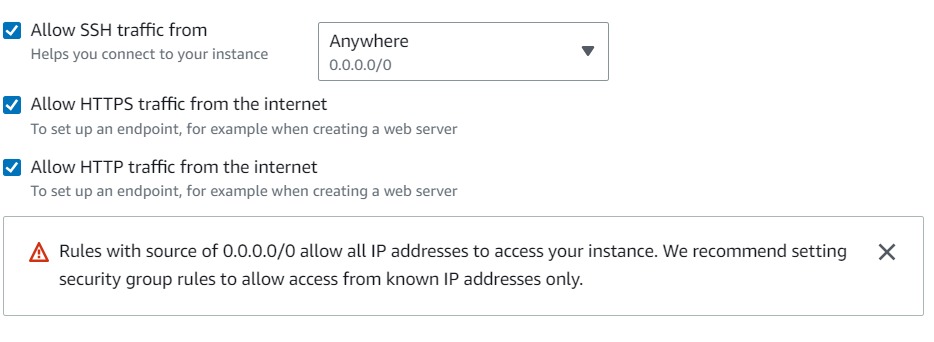 Allow SSH traffic from
Helps you connect to your instance
Anywhere
0.0.0.0/0
Allow HTTPS traffic from the internet
To set up an endpoint, for example when creating a web server
Allow HTTP traffic from the internet
To set up an endpoint, for example when creating a web server
Rules with source of 0.0.0.0/0 allow all IP addresses to access your instance. We recommend setting
security group rules to allow access from known IP addresses only.